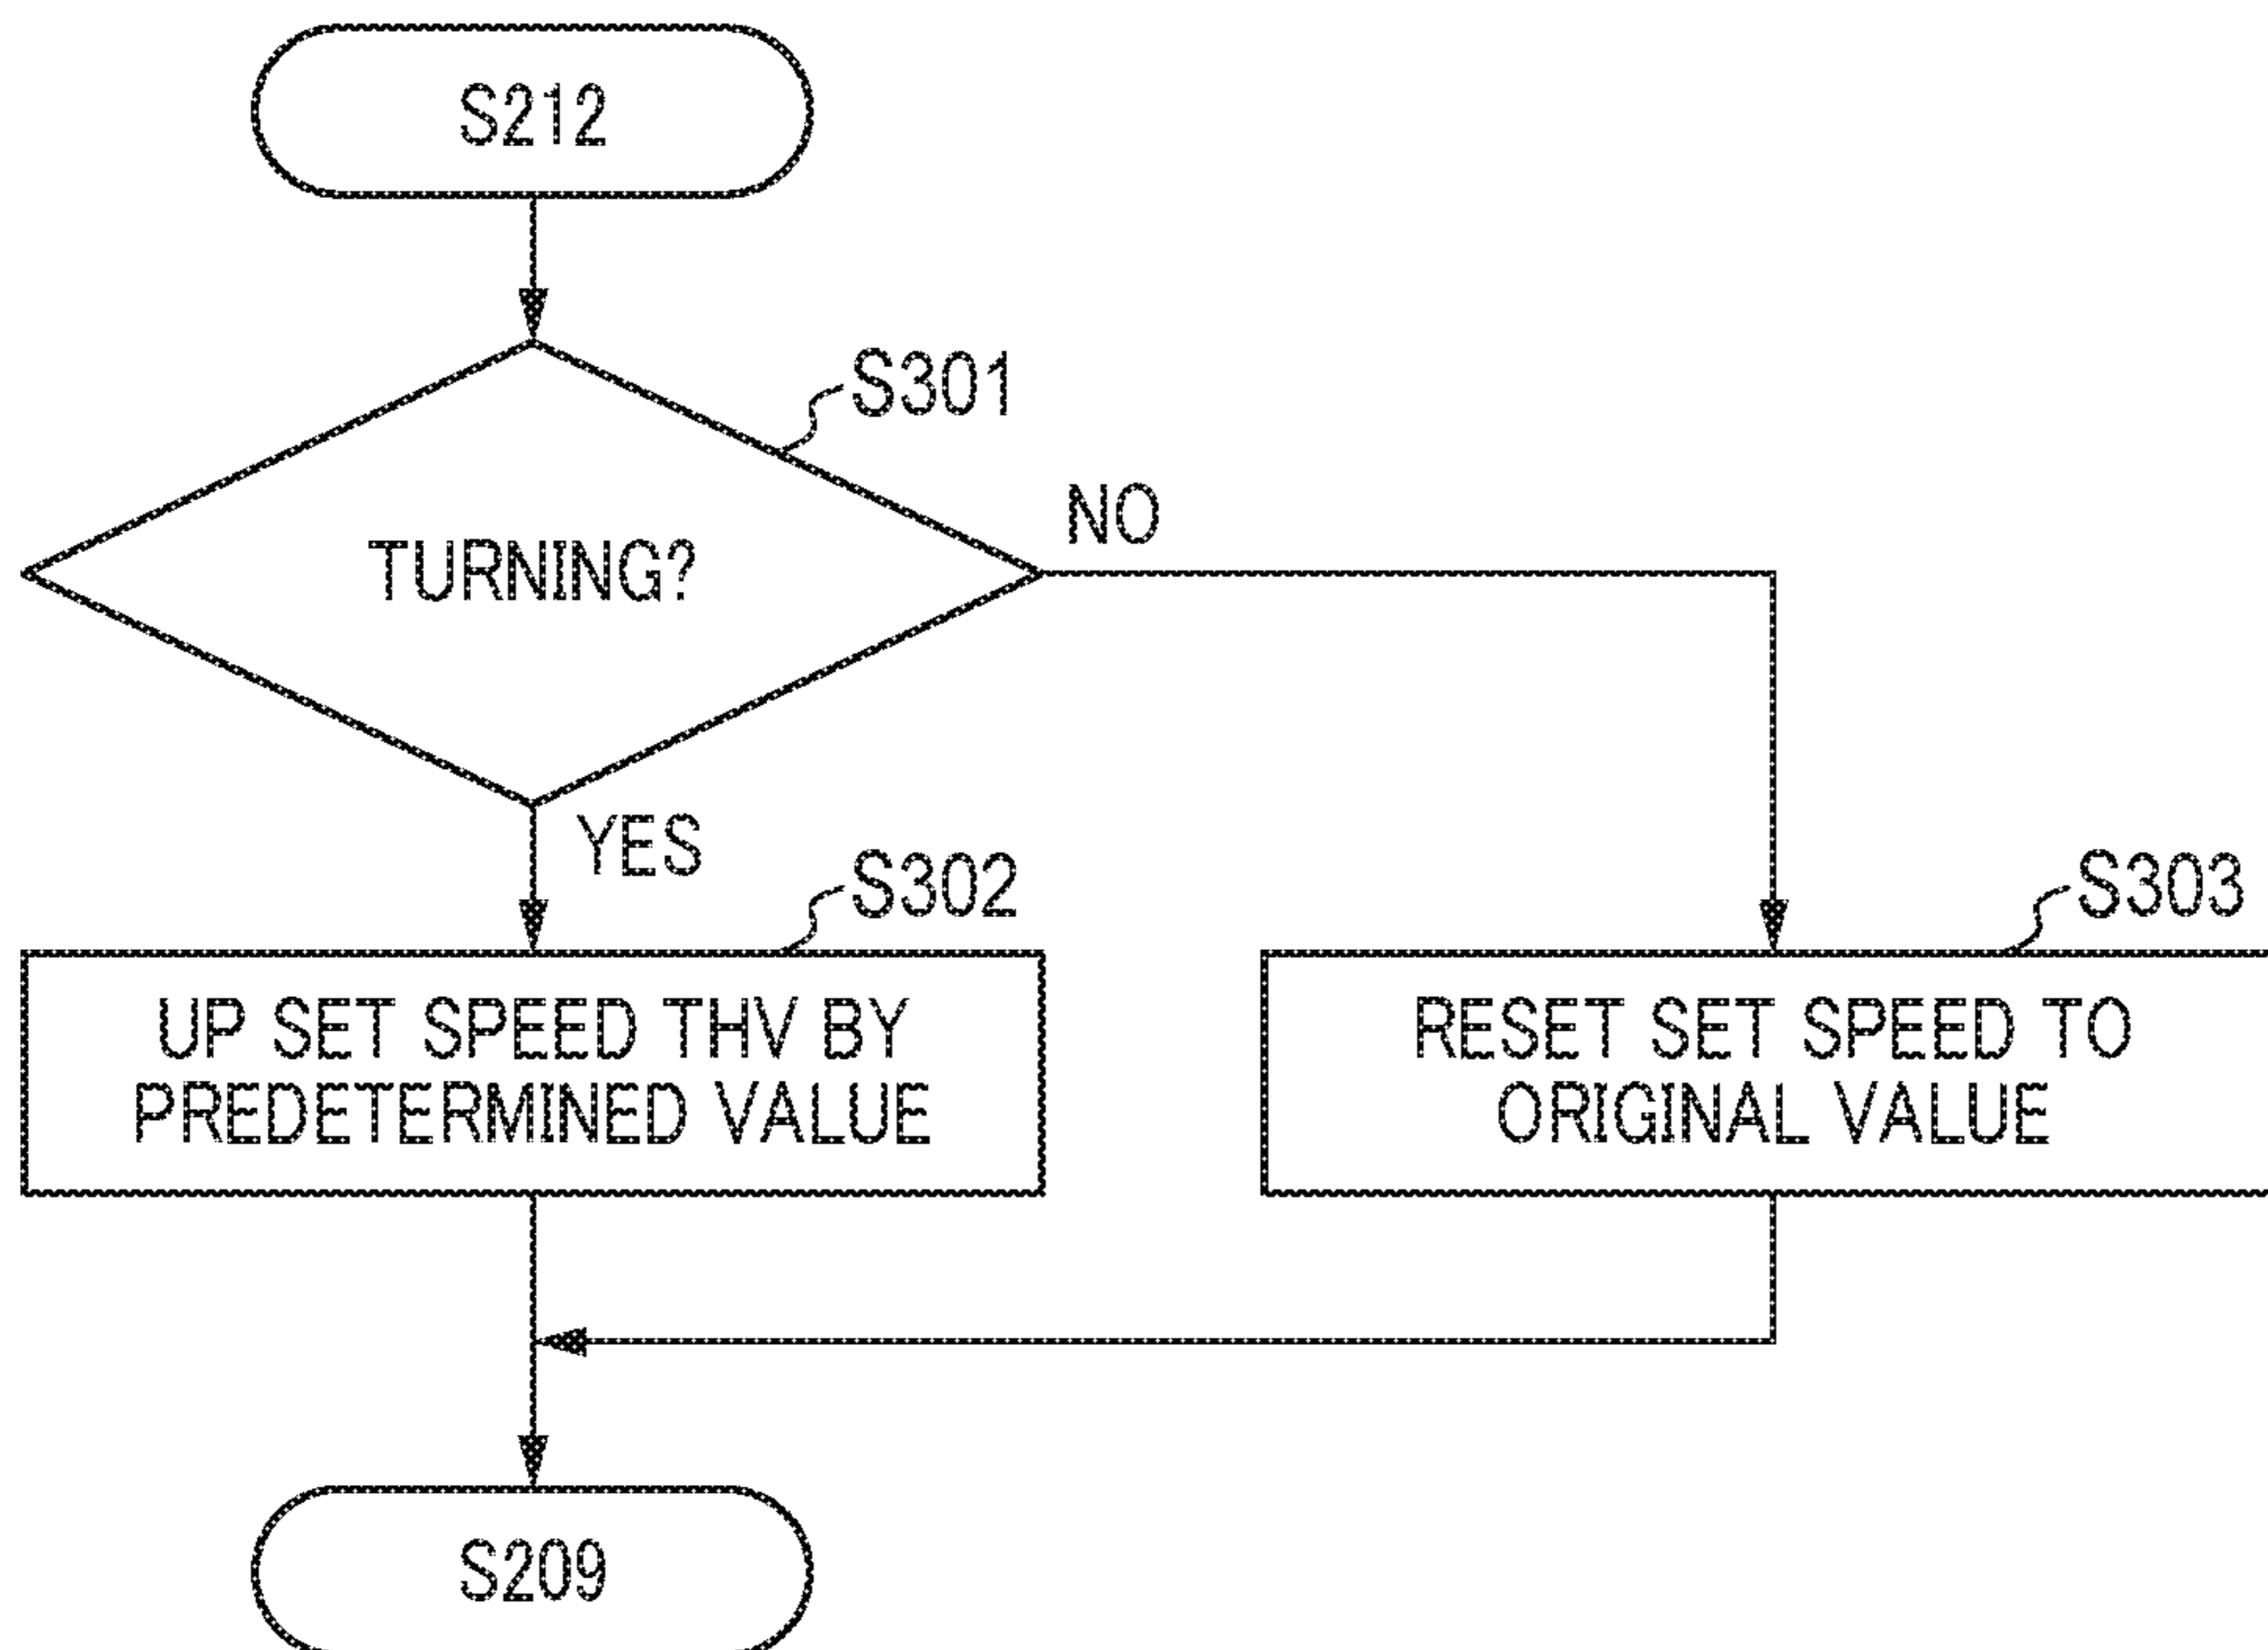 S212
S301
TURNING?
NO
YES
S302
UP SET SPEED THV BY
PREDETERMINED VALUE
S303
RESET SET SPEED TO
ORIGINAL VALUE
S209